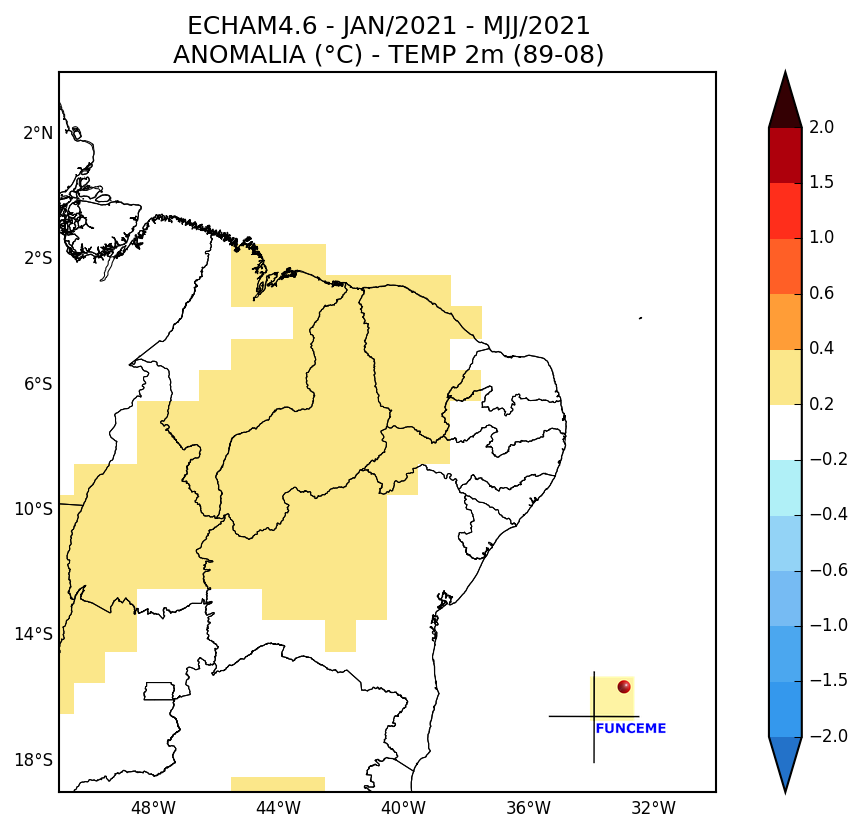 ECHAM4.6 - JAN/2021 - MJJ/2021
ANOMALIA (°C) - TEMP 2m (89-08)
2°N
2°S
6°S
10°S
14°S
18°S
48°W
44°W
40°W
36°W
32°W
FUNCEME
2.0
1.5
1.0
0.6
0.4
0.2
−0.2
−0.4
−0.6
−1.0
−1.5
−2.0